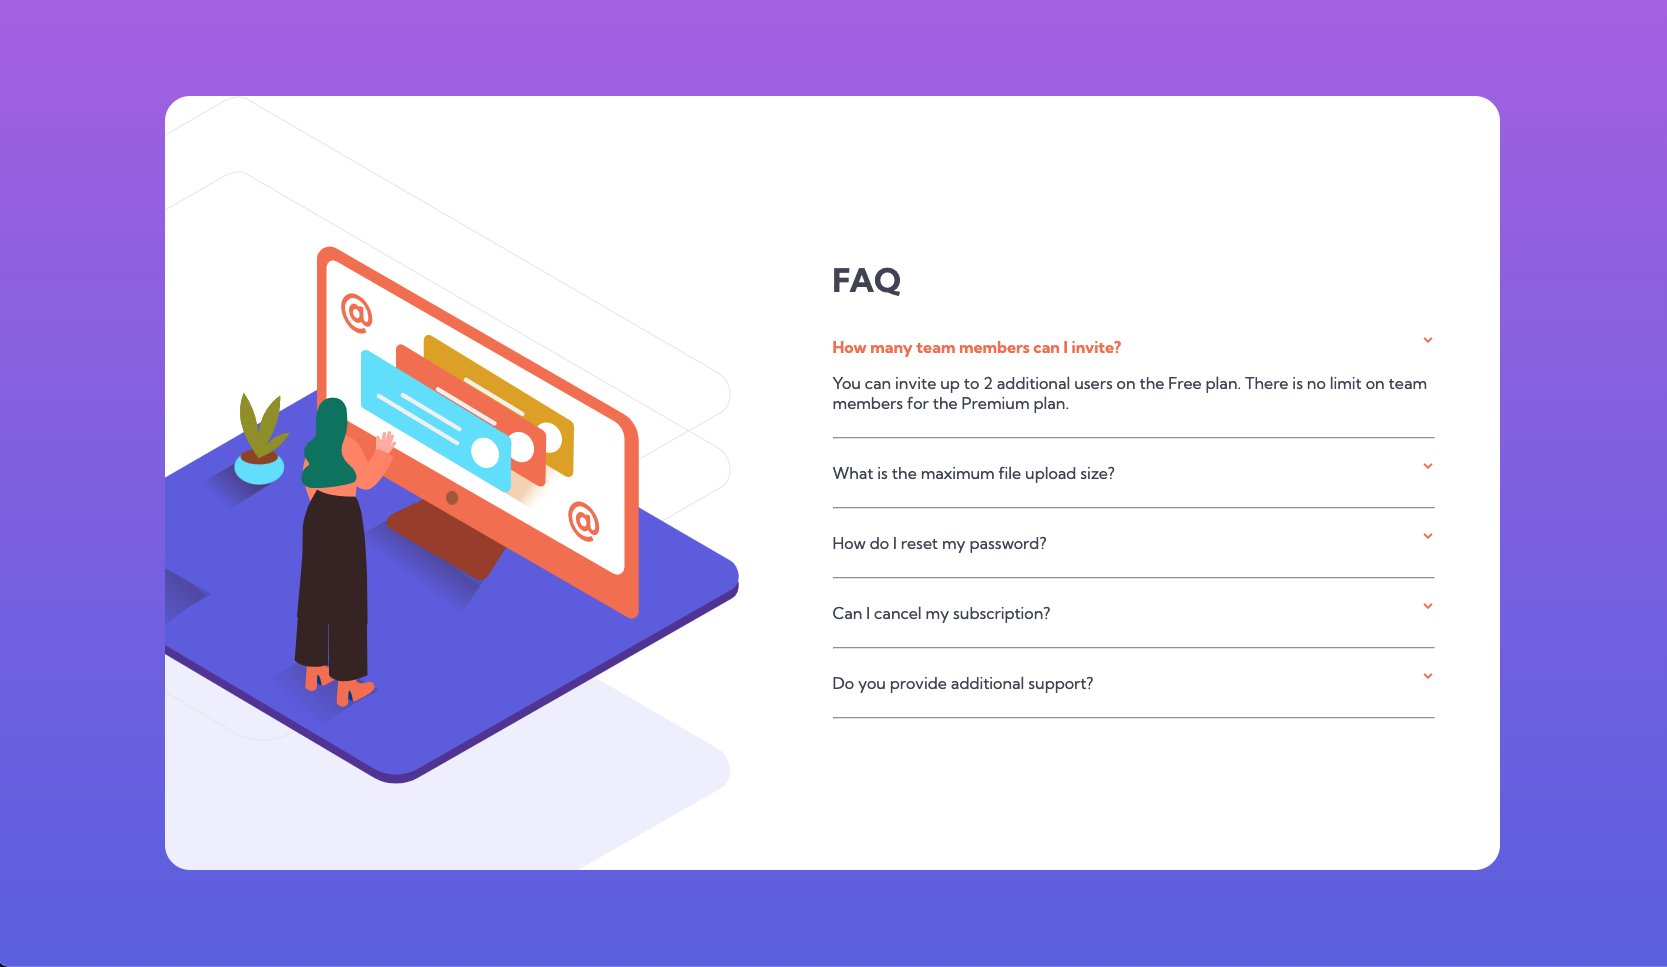 @
@
FAQ
How many team members can I invite?
You can invite up to 2 additional users on the Free plan. There is no limit on team
members for the Premium plan.
What is the maximum file upload size?
How do I reset my password?
Can I cancel my subscription?
Do you provide additional support?